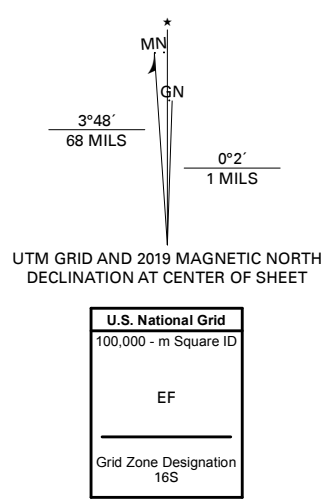 ★
MN
GN
3°48´
68 MILS
0°2´
1 MILS
UTM GRID AND 2019 MAGNETIC NORTH
DECLINATION AT CENTER OF SHEET
U.S. National Grid
100,000 - m Square ID
EF
Grid Zone Designation
16S